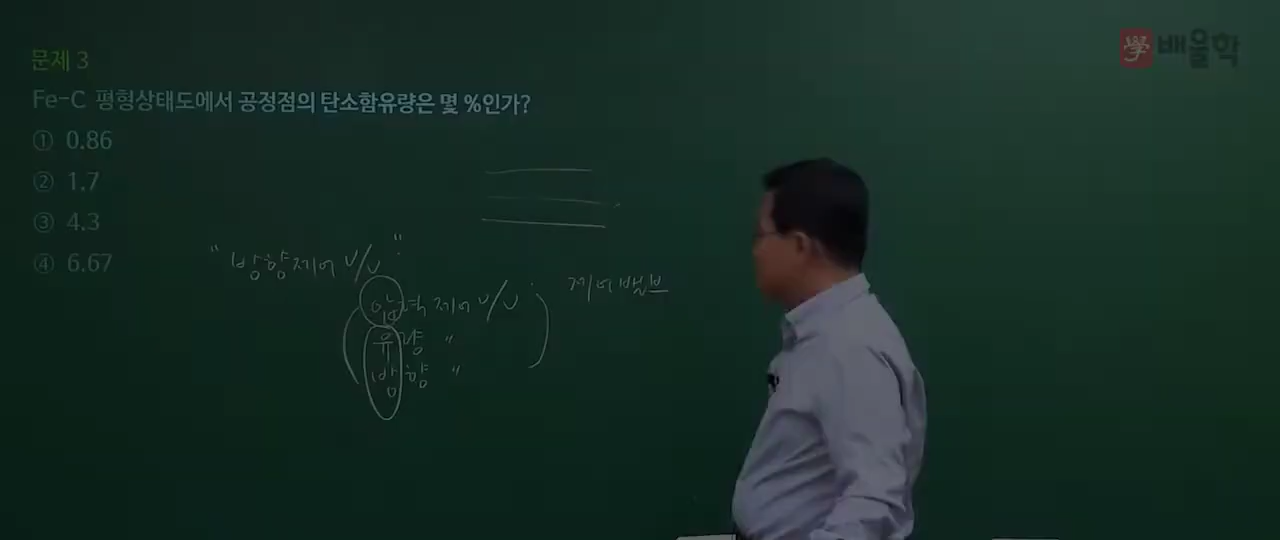 學 배울학
문제 3
Fe-C 평형상태도에서 공정점의 탄소함유량은 몇 %인가?
① 0.86
② 1.7
③ 4.3
④ 6.67
"방향제어 v/v"
압력제어 v/v
제어밸브
유량 "
방향 "